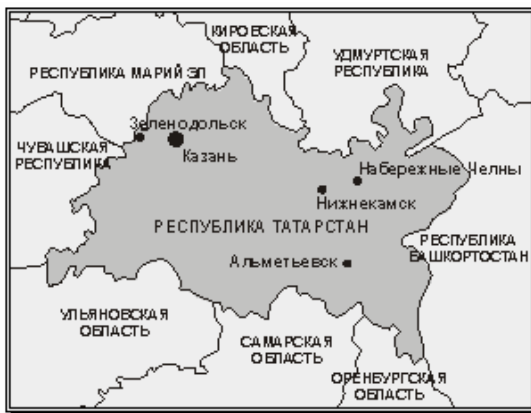 КИРОВСКАЯ
ОБЛАСТЬ
УДМУРТСКАЯ
РЕСПУБЛИКА
РЕСПУБЛИКА МАРИЙ ЭЛ
Зеленодольск
ЧУВАШСКАЯ
РЕСПУБЛИКА
Казань
Набережные Челны
Нижнекамск
РЕСПУБЛИКА ТАТАРСТАН
РЕСПУБЛИКА
БАШКОРТОСТАН
Альметьевск
УЛЬЯНОВСКАЯ
ОБЛАСТЬ
САМАРСКАЯ
ОБЛАСТЬ
ОРЕНБУРГСКАЯ
ОБЛАСТЬ